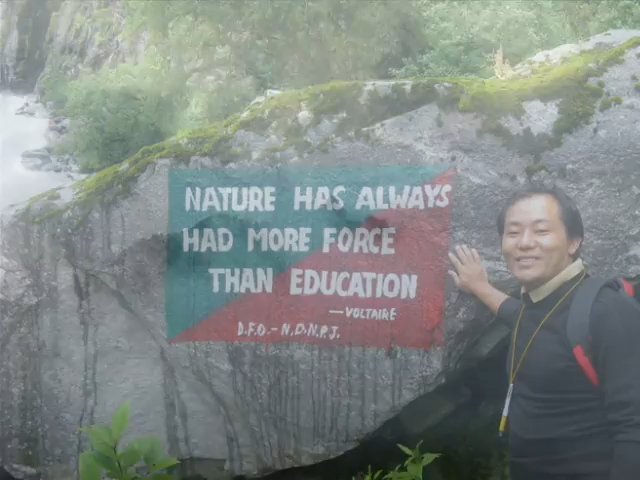 NATURE HAS ALWAYS
HAD MORE FORCE
THAN EDUCATION
—VOLTAIRE
D.F.O.-N.D.N.P.J.